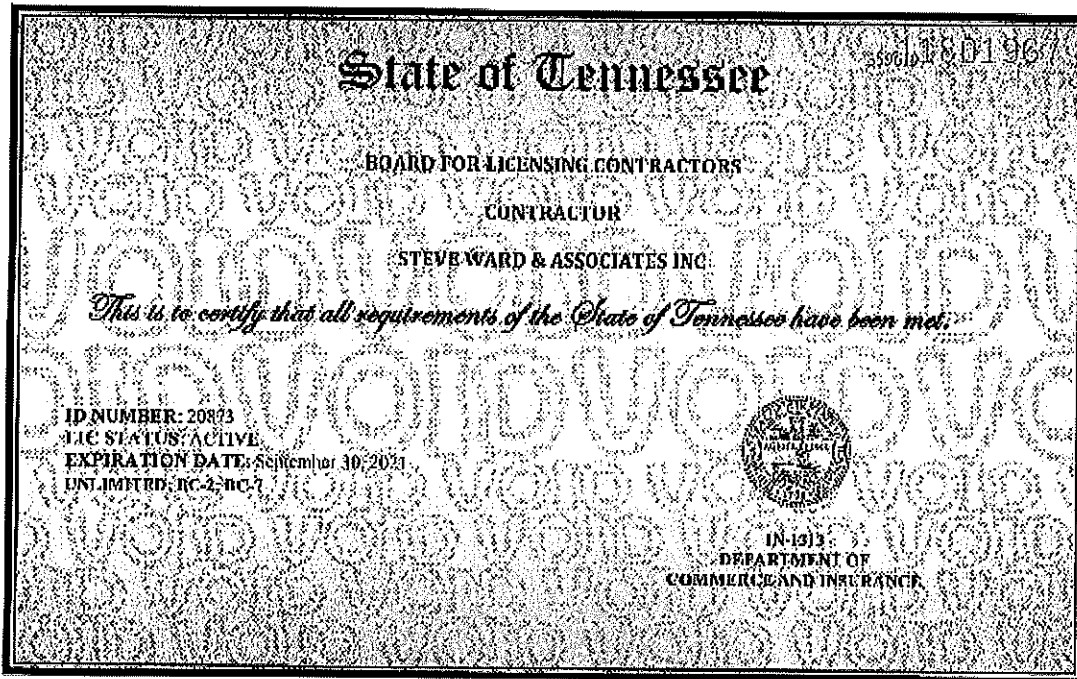 State of Tennessee
BOARD FOR LICENSING CONTRACTORS
CONTRACTOR
STEVE WARD & ASSOCIATES INC
This is to certify that all requirements of the State of Tennessee have been met.
ID NUMBER: 20873
LIC STATUS: ACTIVE
EXPIRATION DATE: September 30, 2021
UNLIMITED; BC-2; BC-7
IN-1313
DEPARTMENT OF
COMMERCE AND INSURANCE